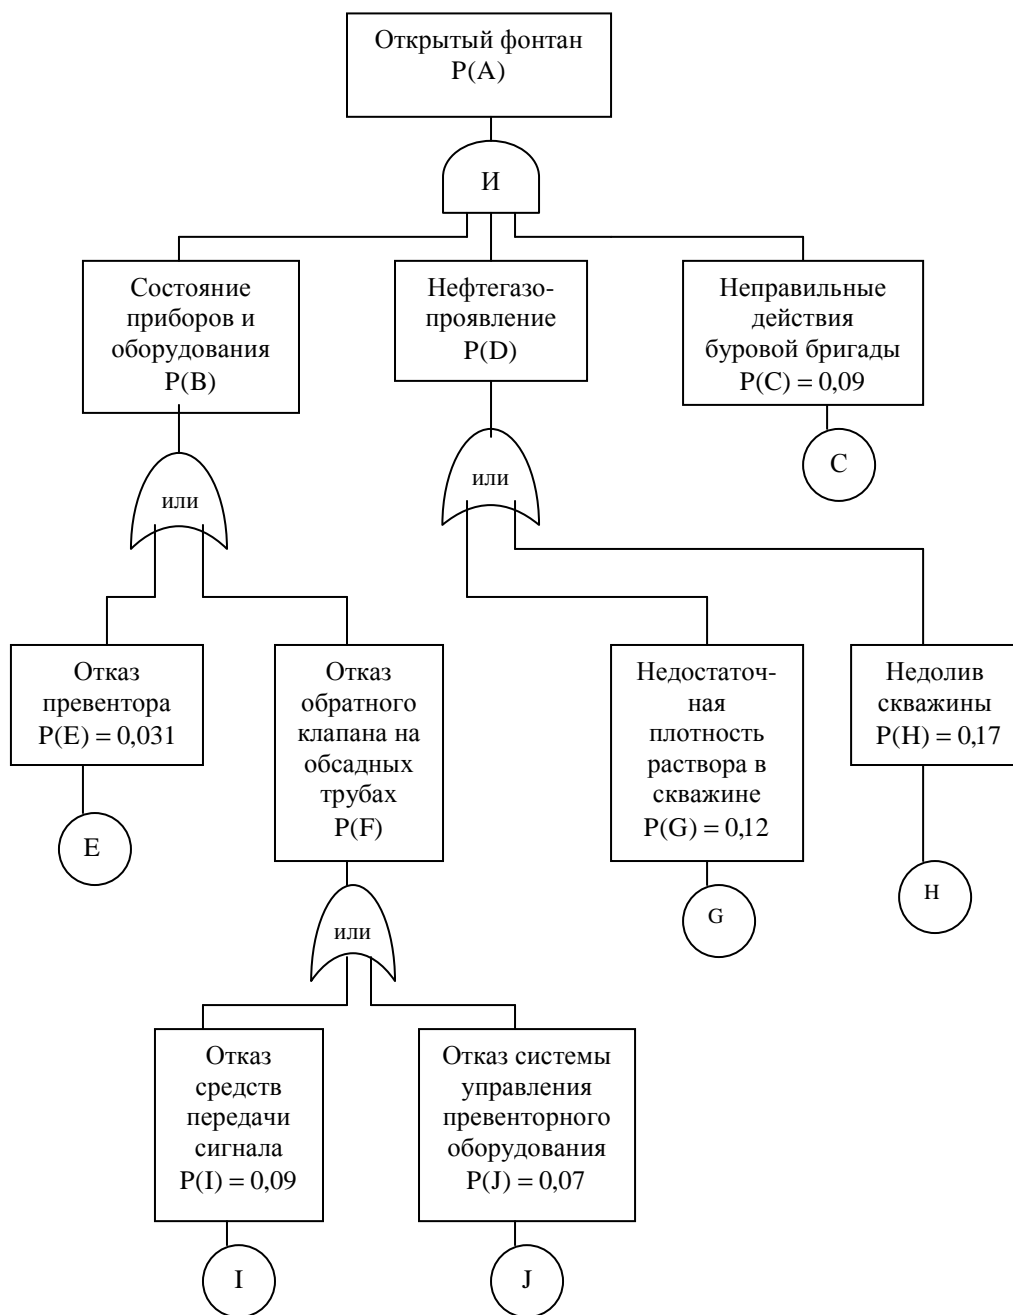 Открытый фонтан
P(A)
И
Состояние
приборов и
оборудования
P(B)
Нефтегазо-
проявление
P(D)
Неправильные
действия
буровой бригады
P(C) = 0,09
C
или
или
Отказ
превентора
P(E) = 0,031
E
Отказ
обратного
клапана на
обсадных
трубах
P(F)
Недостаточ-
ная
плотность
раствора в
скважине
P(G) = 0,12
G
Недолив
скважины
P(H) = 0,17
H
или
Отказ
средств
передачи
сигнала
P(I) = 0,09
I
Отказ системы
управления
превенторного
оборудования
P(J) = 0,07
J